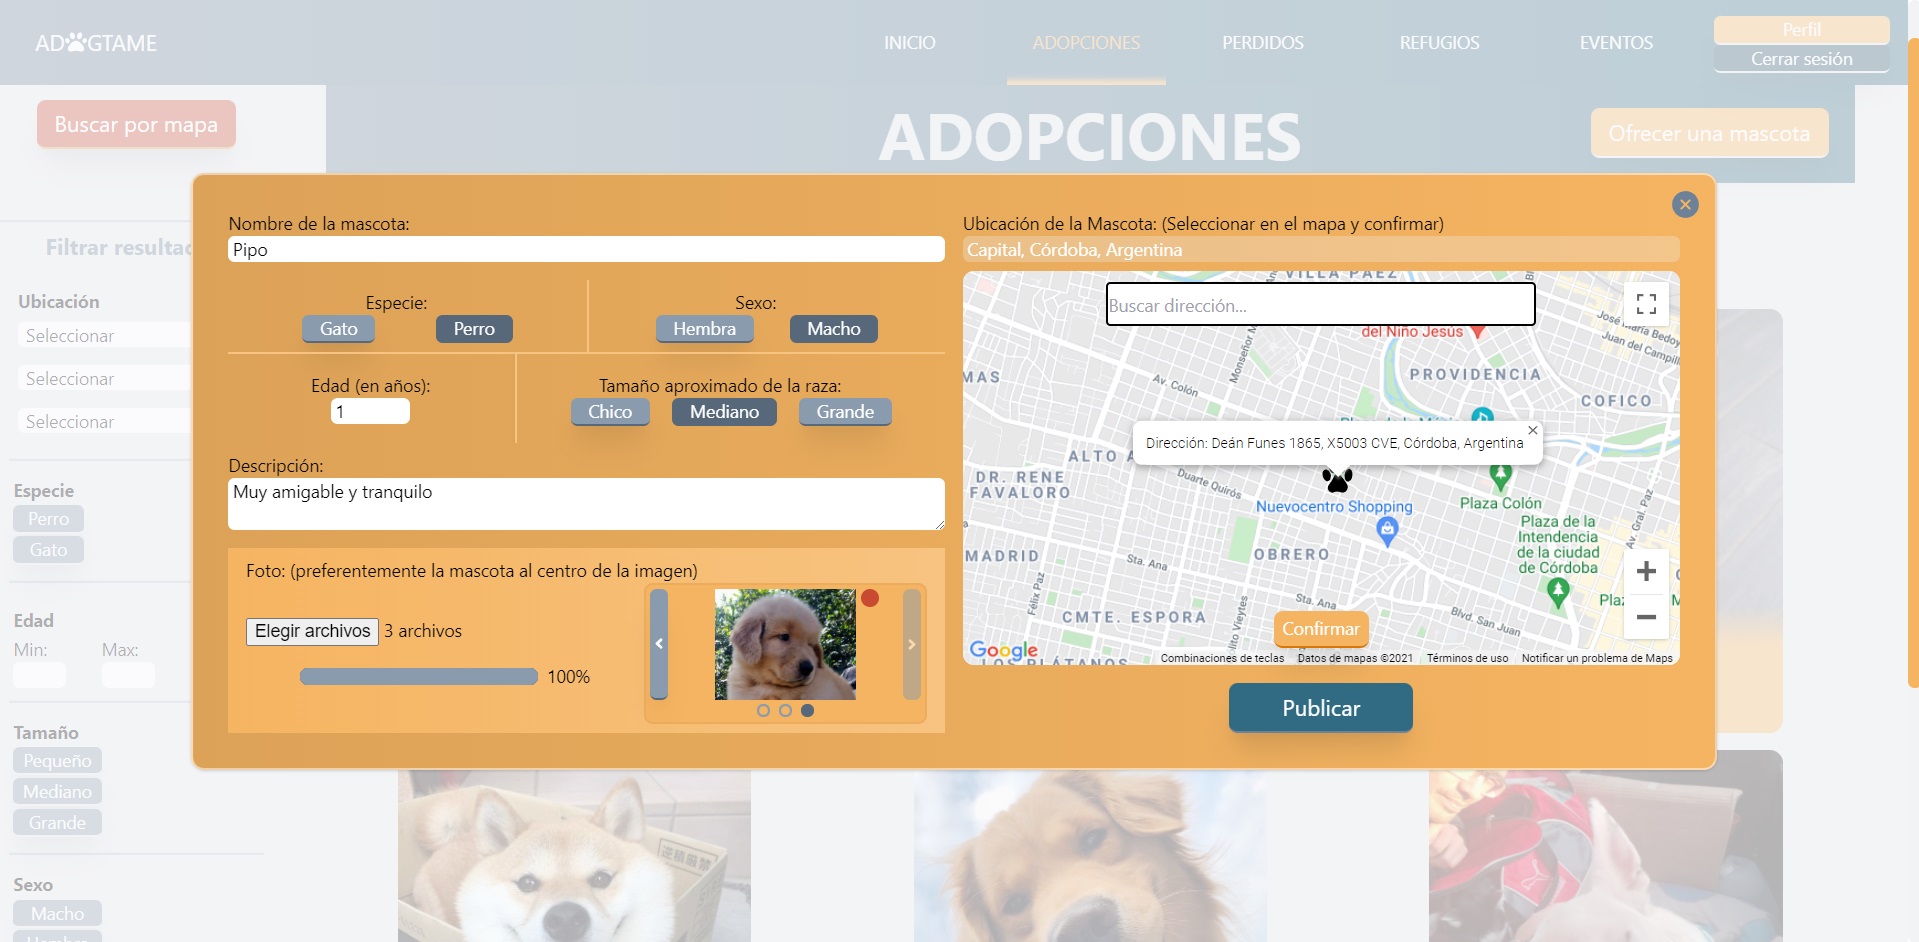 AD GTAME
INICIO
ADOPCIONES
PERDIDOS
REFUGIOS
EVENTOS
Perfil
Cerrar sesión
Buscar por mapa
ADOPCIONES
Ofrecer una mascota
Filtrar resultad
Ubicación
Seleccionar
Seleccionar
Seleccionar
Especie
Perro
Gato
Edad
Min:
Max:
Tamaño
Pequeño
Mediano
Grande
Sexo
Macho
Hembra
Nombre de la mascota:
Pipo
Especie:
Gato
Perro
Sexo:
Hembra
Macho
Edad (en años):
1
Tamaño aproximado de la raza:
Chico
Mediano
Grande
Descripción:
Muy amigable y tranquilo
Foto: (preferentemente la mascota al centro de la imagen)
Elegir archivos 3 archivos
100%
Ubicación de la Mascota: (Seleccionar en el mapa y confirmar)
Capital, Córdoba, Argentina
VILLA PAEZ
Buscar dirección...
del Niño Jesús
José María Bedoy
Juan del Campill
Monseñor
MAS
Av. Colón
PROVIDENCIA
COFICO
Dirección: Deán Funes 1865, X5003 CVE, Córdoba, Argentina
ALTO A
DR. RENE
FAVALORO
Duarte Quirós
Nuevocentro Shopping
Plaza Colón
Plaza de la
Intendencia
de la ciudad
de Córdoba
Av. Gral. Paz
MADRID
Sta. Ana
OBRERO
Félix Paz
CMTE. ESPORA
Sta. Ana
Blvd. San Juan
Confirmar
Google
LOS PLÁTANOS
Combinaciones de teclas
Datos de mapas ©2021
Términos de uso
Notificar un problema de Maps
Publicar